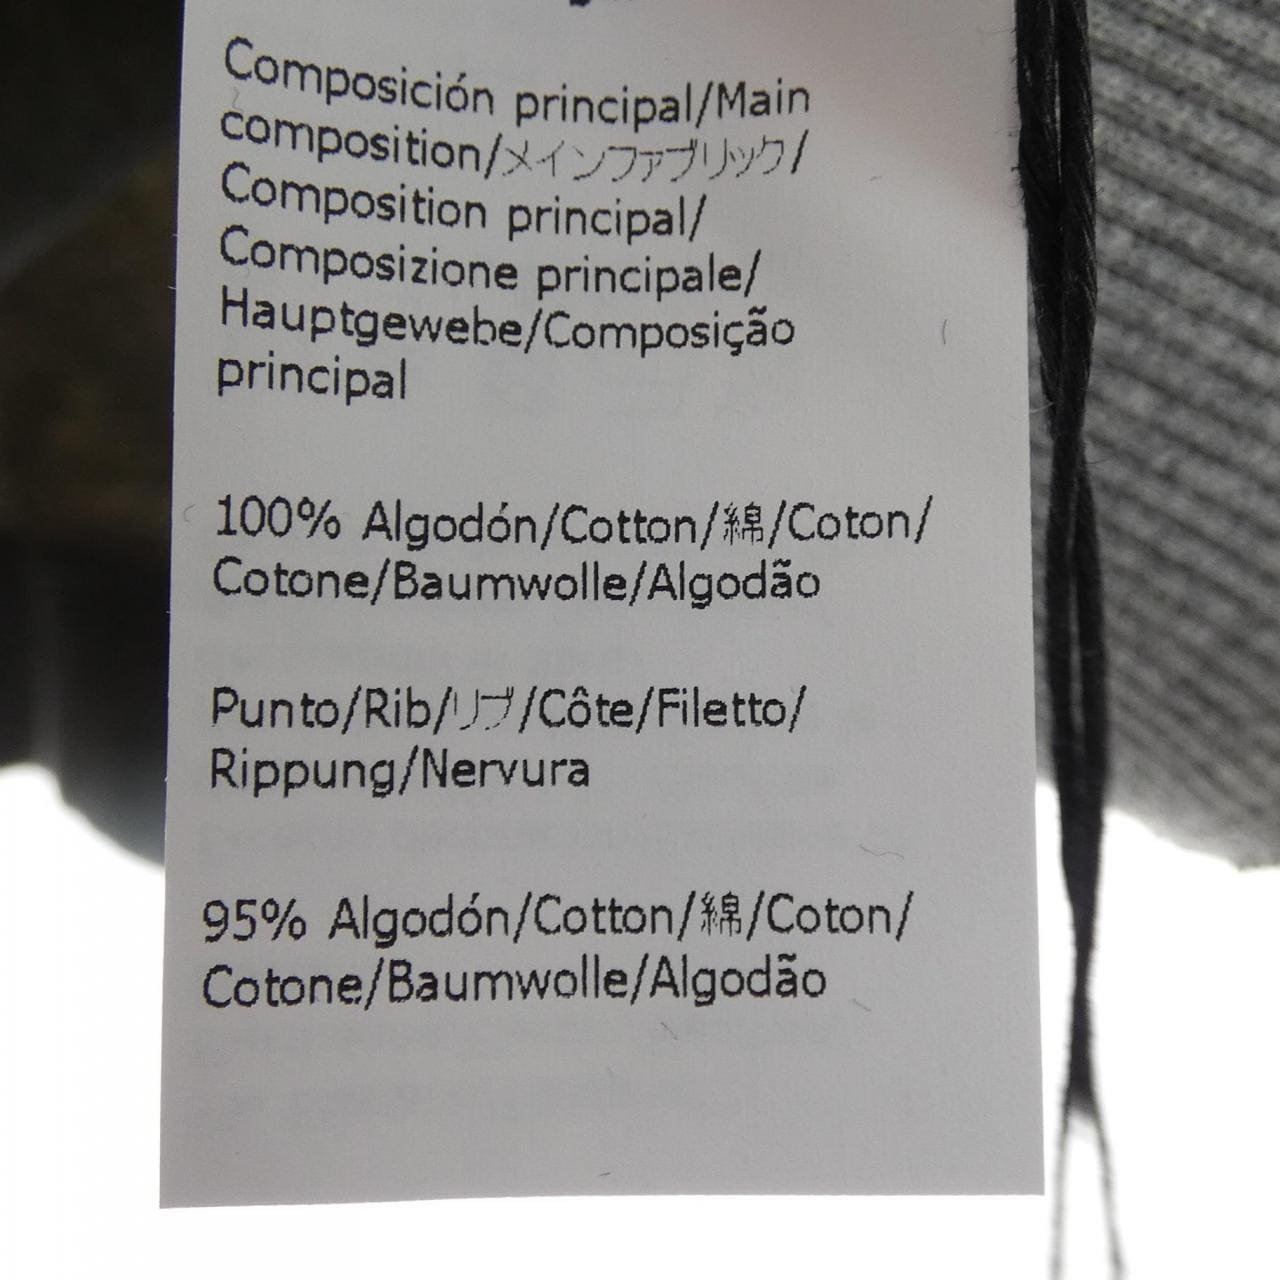 Composición principal/Main
composition/メインファブリック/
Composition principal/
Composizione principale/
Hauptgewebe/Composição
principal
100% Algodón/Cotton/綿/Coton/
Cotone/Baumwolle/Algodão
Punto/Rib/リブ/Côte/Filetto/
Rippung/Nervura
95% Algodón/Cotton/綿/Coton/
Cotone/Baumwolle/Algodão